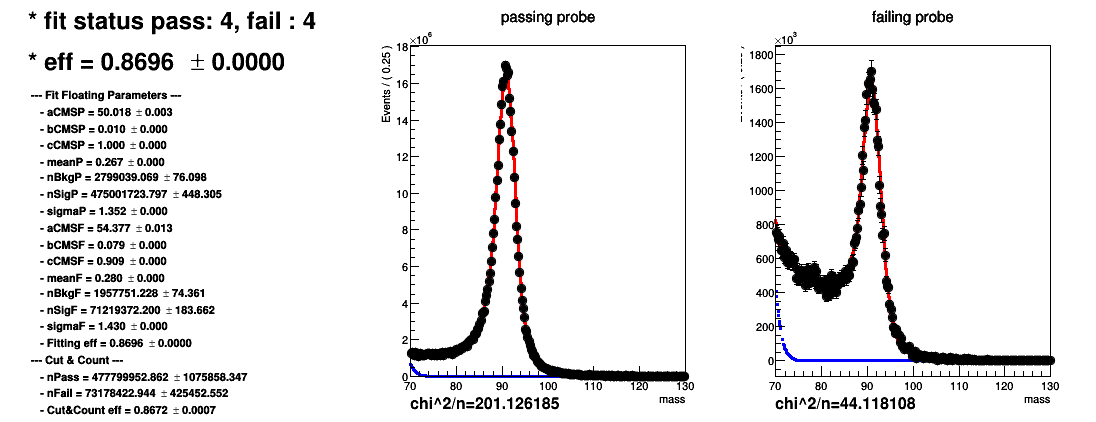 * fit status pass: 4, fail : 4
* eff = 0.8696 ± 0.0000
--- Fit Floating Parameters ---
- aCMSP = 50.018 ± 0.003
- bCMSP = 0.010 ± 0.000
- cCMSP = 1.000 ± 0.000
- meanP = 0.267 ± 0.000
- nBkgP = 2799039.069 ± 76.098
- nSigP = 475001723.797 ± 448.305
- sigmaP = 1.352 ± 0.000
- aCMSF = 54.377 ± 0.013
- bCMSF = 0.079 ± 0.000
- cCMSF = 0.909 ± 0.000
- meanF = 0.280 ± 0.000
- nBkgF = 1957751.228 ± 74.361
- nSigF = 71219372.200 ± 183.662
- sigmaF = 1.430 ± 0.000
- Fitting eff = 0.8696 ± 0.0000
--- Cut & Count ---
- nPass = 477799952.862 ± 1075858.347
- nFail = 73178422.944 ± 425452.552
- Cut&Count eff = 0.8672 ± 0.0007
passing probe
×10⁶
Events / ( 0.25 )
18
16
14
12
10
8
6
4
2
0
70 80 90 100 110 120 130
mass
chi^2/n=201.126185
failing probe
×10³
1800
1600
1400
1200
1000
800
600
400
200
0
70 80 90 100 110 120 130
mass
chi^2/n=44.118108